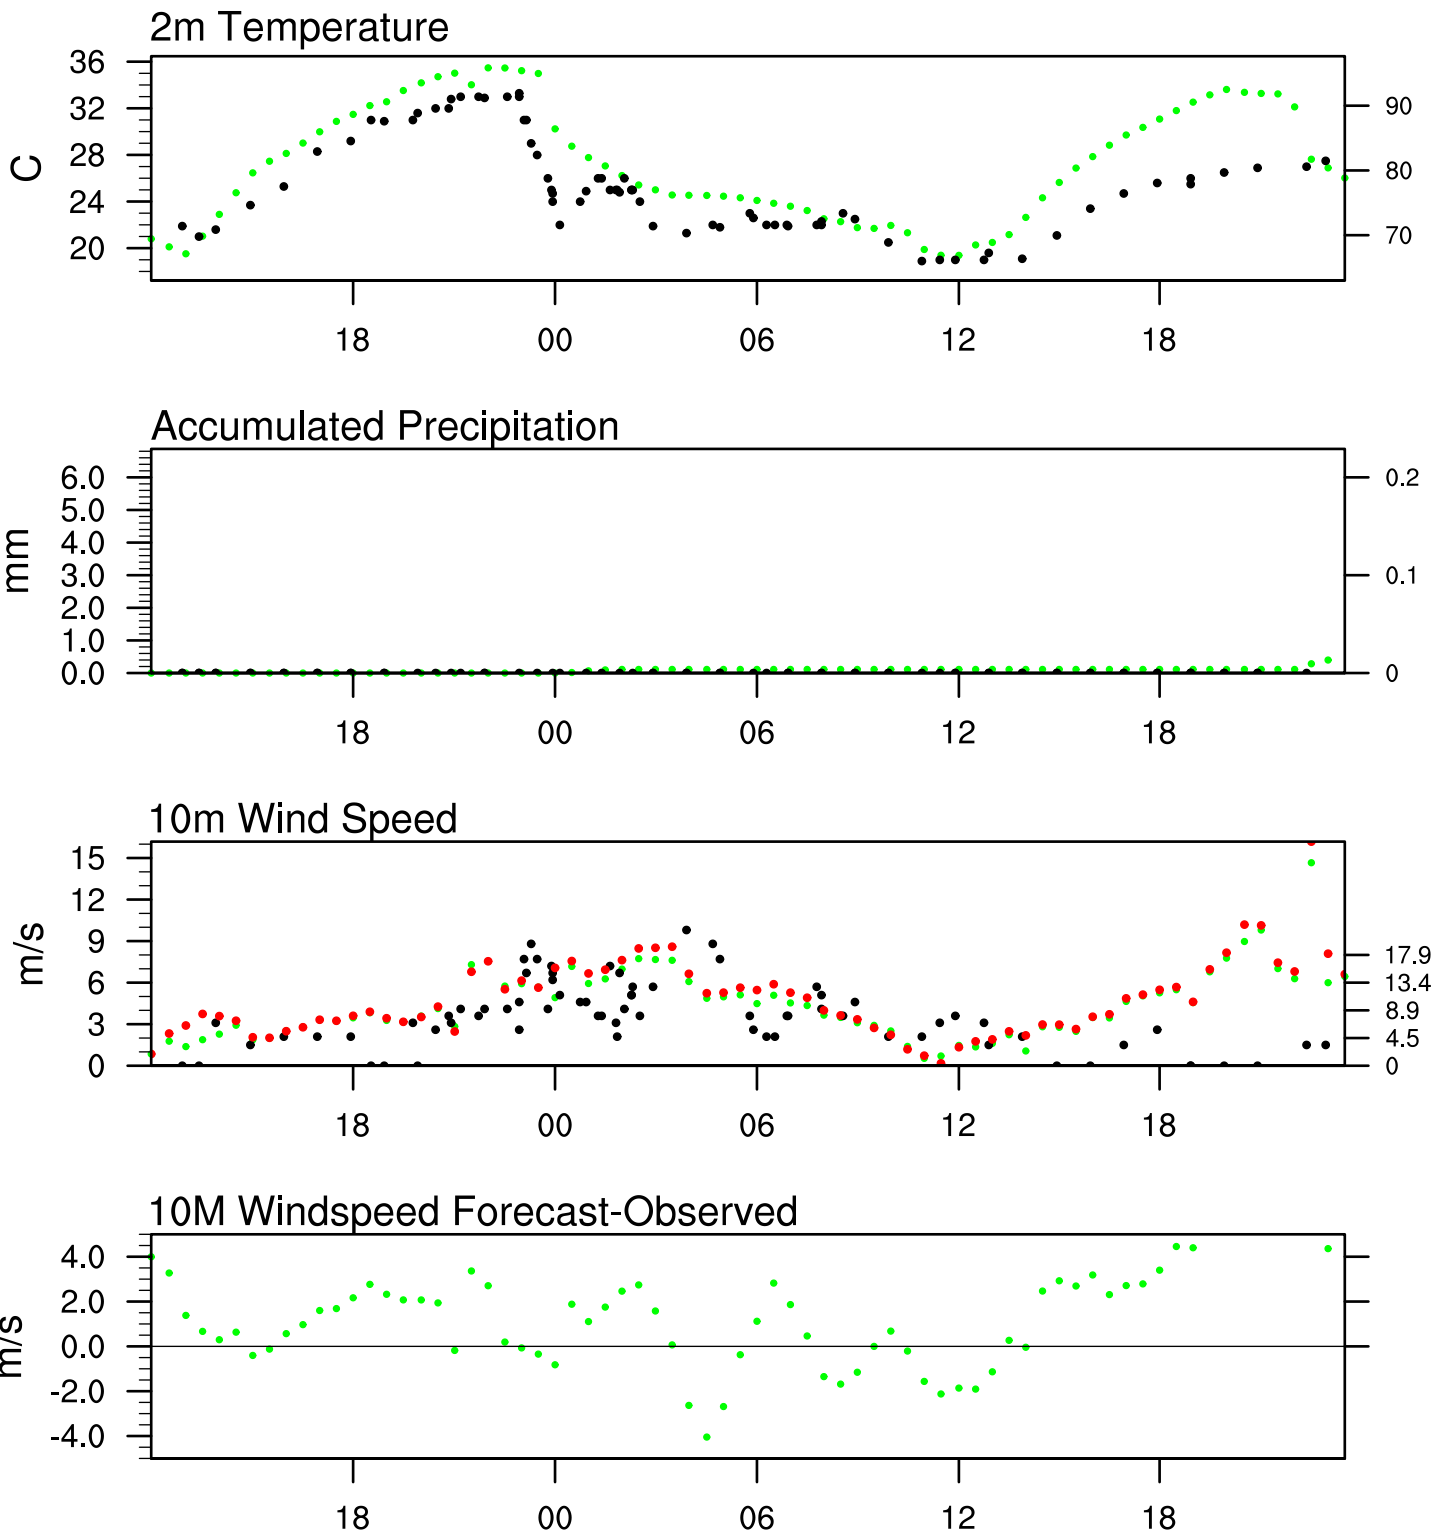 2m Temperature
36
32
28
24
20
C
90
80
70
18 00 06 12 18
Accumulated Precipitation
6.0
5.0
4.0
3.0
2.0
1.0
0.0
mm
0.2
0.1
0
18 00 06 12 18
10m Wind Speed
15
12
9
6
3
0
m/s
17.9
13.4
8.9
4.5
0
18 00 06 12 18
10M Windspeed Forecast-Observed
4.0
2.0
0.0
-2.0
-4.0
m/s
18 00 06 12 18